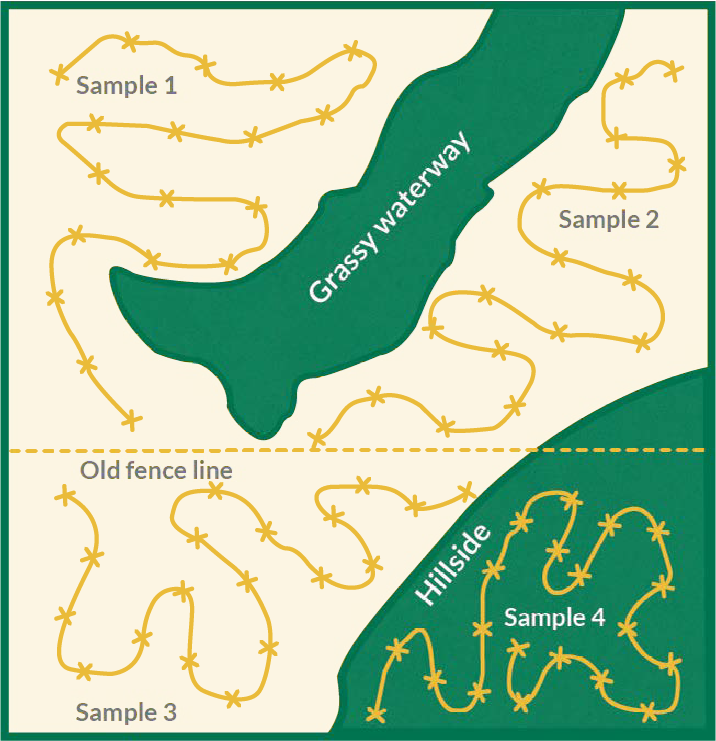 Sample 1
Grassy waterway
Sample 2
Old fence line
Hillside
Sample 4
Sample 3